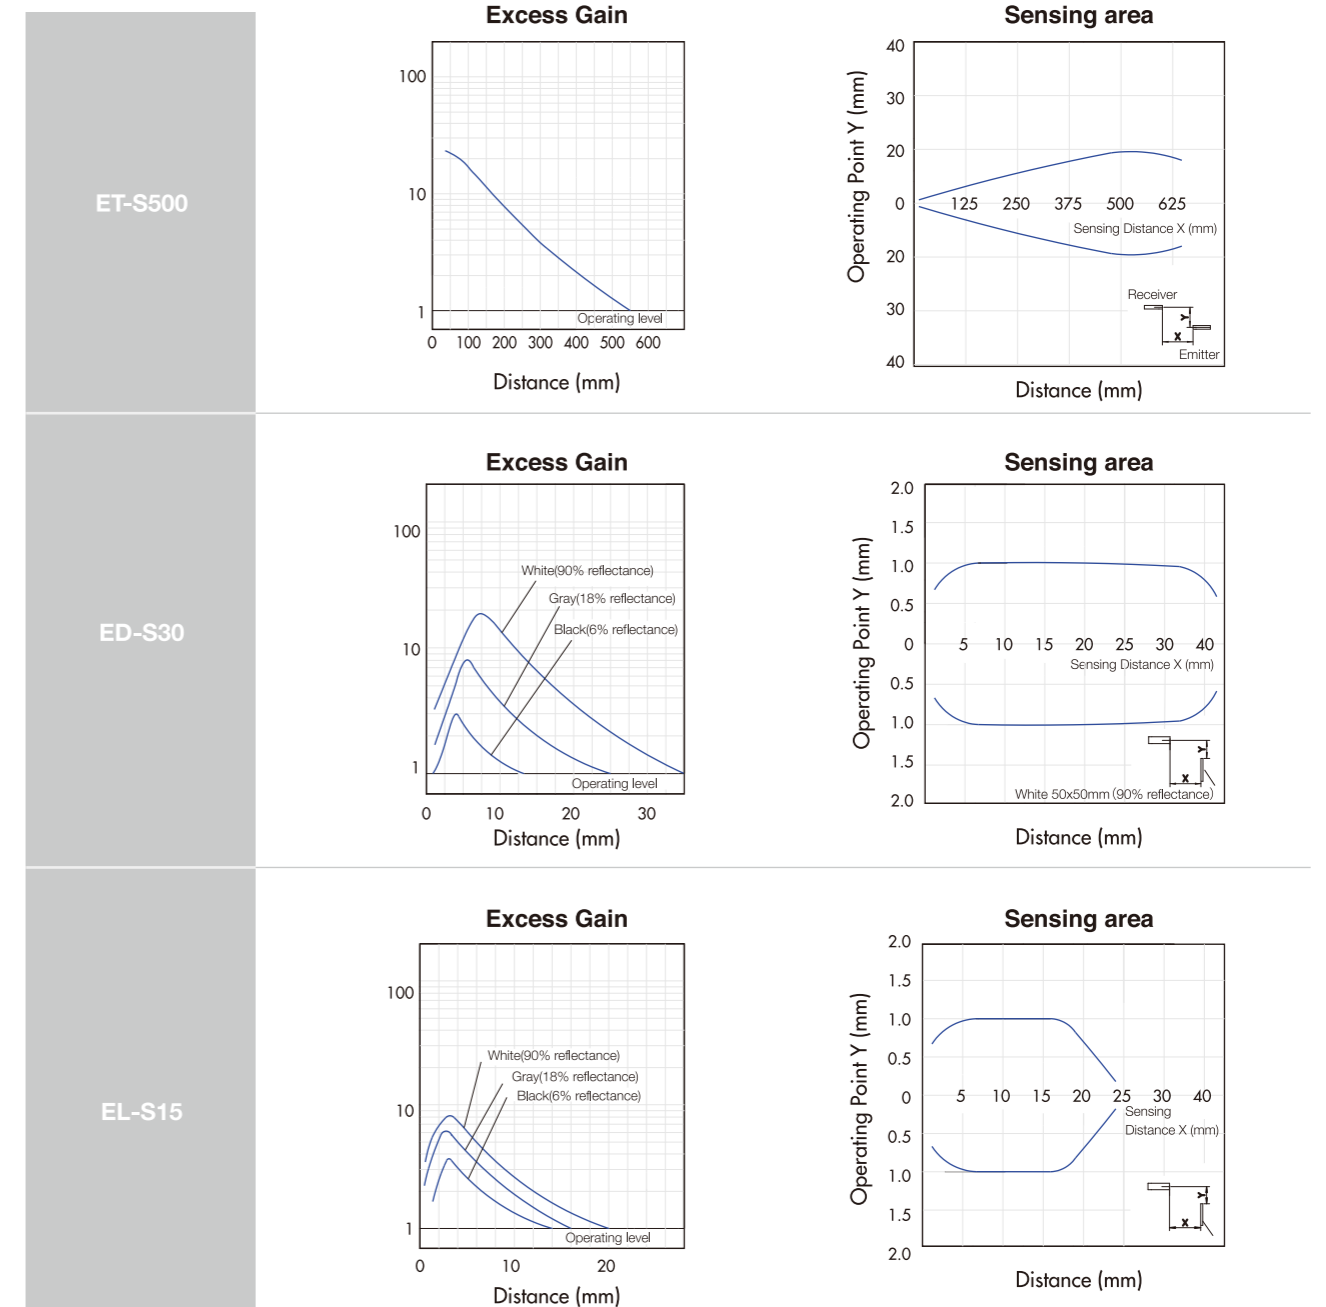 ET-S500
Excess Gain
100
10
1
Operating level
0 100 200 300 400 500 600
Distance (mm)
Sensing area
Operating Point Y (mm)
40
30
20
0 125 250 375 500 625
Sensing Distance X (mm)
20
Receiver
30
Y
X
Emitter
40
Distance (mm)
ED-S30
Excess Gain
100
White(90% reflectance)
Gray(18% reflectance)
Black(6% reflectance)
10
1
Operating level
0 10 20 30
Distance (mm)
Sensing area
Operating Point Y (mm)
2.0
1.5
1.0
0.5
0 5 10 15 20 25 30 35 40
Sensing Distance X (mm)
0.5
1.0
Y
1.5
X
White 50x50mm (90% reflectance)
2.0
Distance (mm)
EL-S15
Excess Gain
100
White(90% reflectance)
Gray(18% reflectance)
Black(6% reflectance)
10
1
Operating level
0 10 20
Distance (mm)
Sensing area
Operating Point Y (mm)
2.0
1.5
1.0
0.5
0 5 10 15 20 25 30 40
Sensing
Distance X (mm)
0.5
1.0
Y
1.5
X
2.0
Distance (mm)